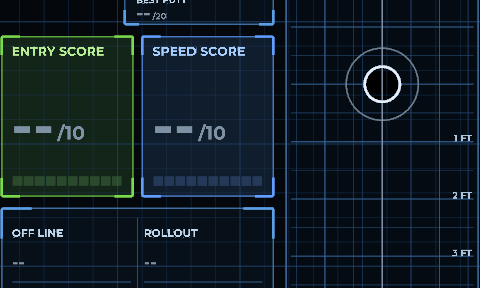 BEST PUTT
-- /20
ENTRY SCORE
SPEED SCORE
-- /10
-- /10
OFF LINE
ROLLOUT
--
--
1 FT
2 FT
3 FT